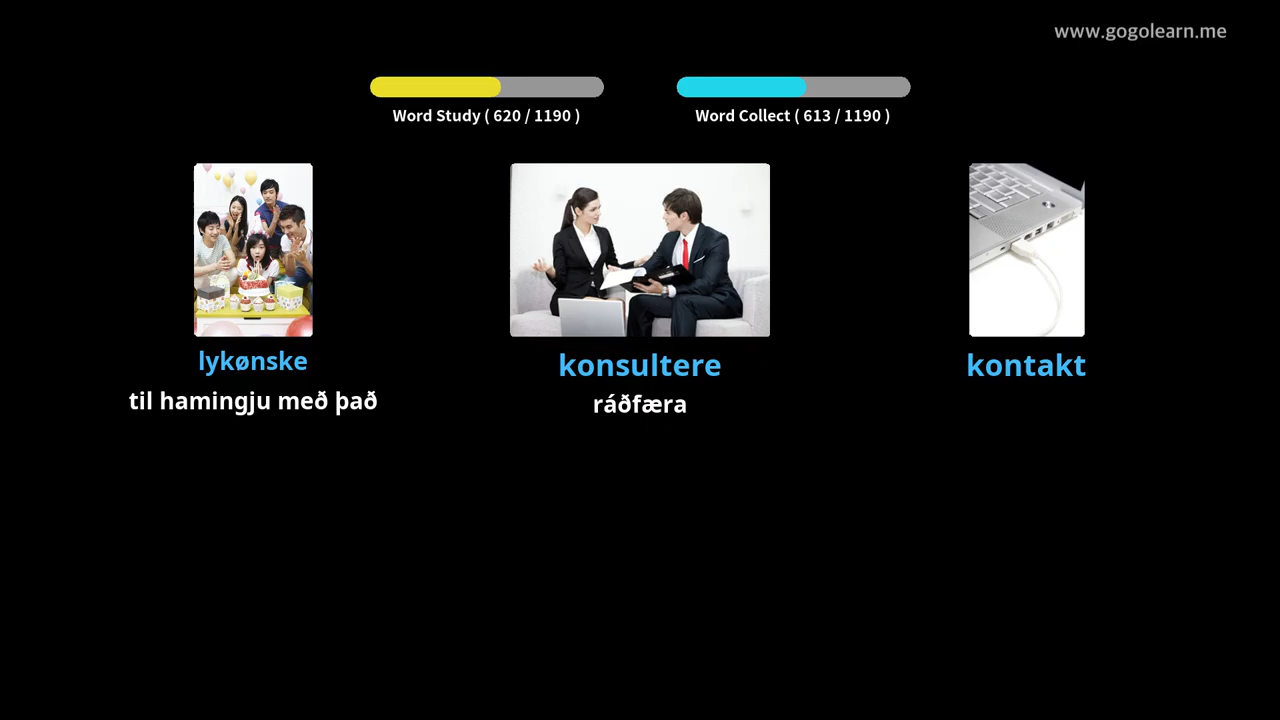 www.gogolearn.me
Word Study ( 620 / 1190 )
Word Collect ( 613 / 1190 )
lykønske
konsultere
kontakt
til hamingju með það
ráðfæra